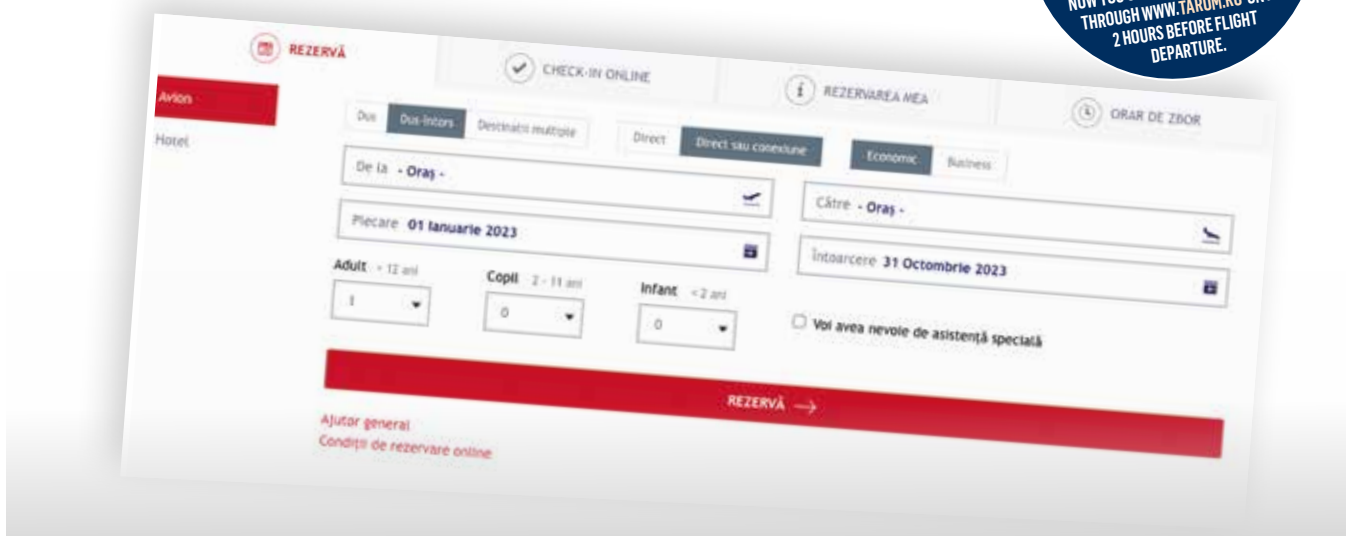 THROUGH WWW.TAROM.RO
2 HOURS BEFORE FLIGHT
DEPARTURE.
REZERVĂ
CHECK-IN ONLINE
REZERVAREA MEA
ORAR DE ZBOR
Avion
Hotel
Dus Dus-întors Destinații multiple Direct Direct sau conexiune Economic Business
De la - Oraș -
Către - Oraș -
Plecare 01 Ianuarie 2023
Întoarcere 31 Octombrie 2023
Adult + 12 ani Copil 2 - 11 ani Infant <2 ani
1 0 0
Voi avea nevoie de asistență specială
REZERVĂ →
Ajutor general
Condiții de rezervare online